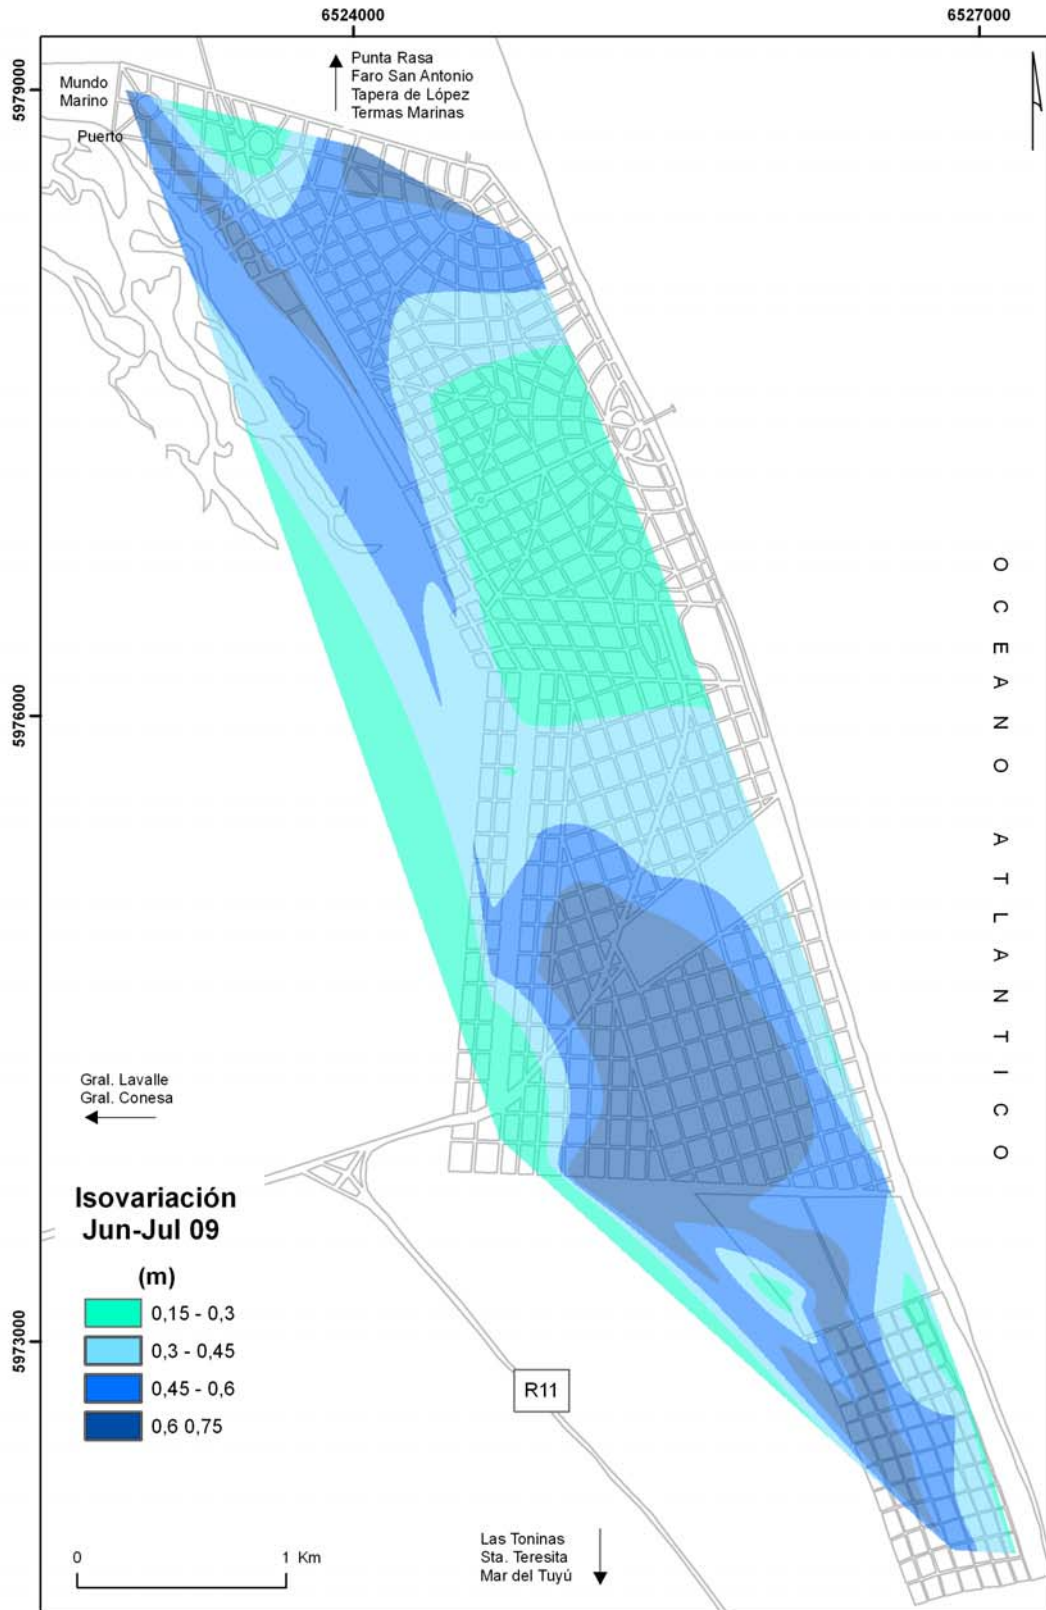 6524000
6527000
5979000
5976000
5973000
Mundo
Marino
Puerto
Punta Rasa
Faro San Antonio
Tapera de López
Termas Marinas
OCEANO ATLANTICO
Gral. Lavalle
Gral. Conesa
Isovariación
Jun-Jul 09
(m)
0,15 - 0,3
0,3 - 0,45
0,45 - 0,6
0,6 0,75
R11
0 1 Km
Las Toninas
Sta. Teresita
Mar del Tuyú